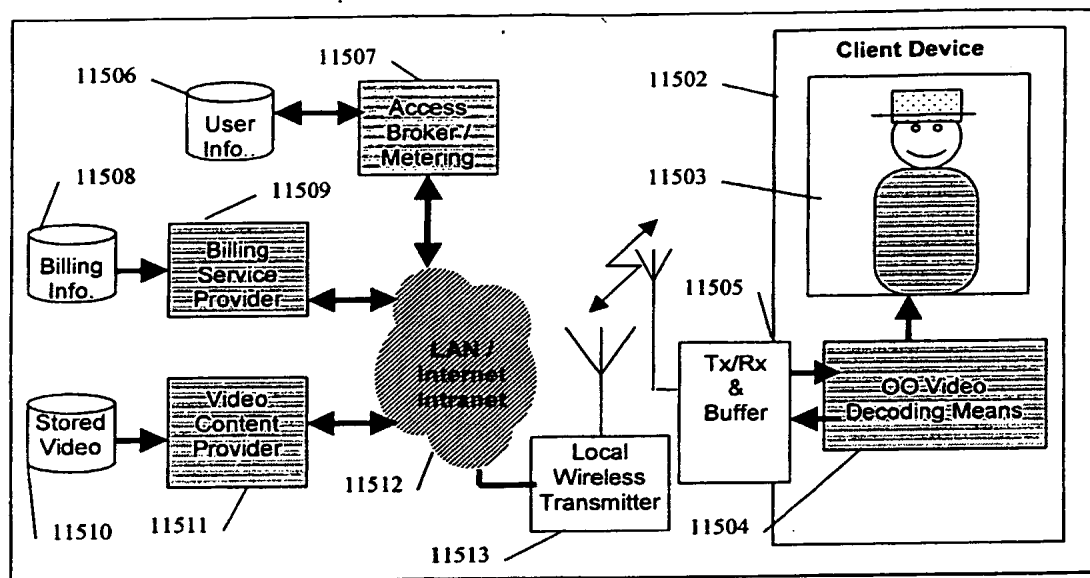 Client Device
11507
11506
11502
Access
Broker /
Metering
User
Info..
11503
11508
11509
Billing
Info.
Billing
Service
Provider
11505
LAN /
Internet
Intranet
Tx/Rx
&
Buffer
OO Video
Decoding Means
Stored
Video
Video
Content
Provider
Local
Wireless
Transmitter
11512
11510
11511
11504
11513